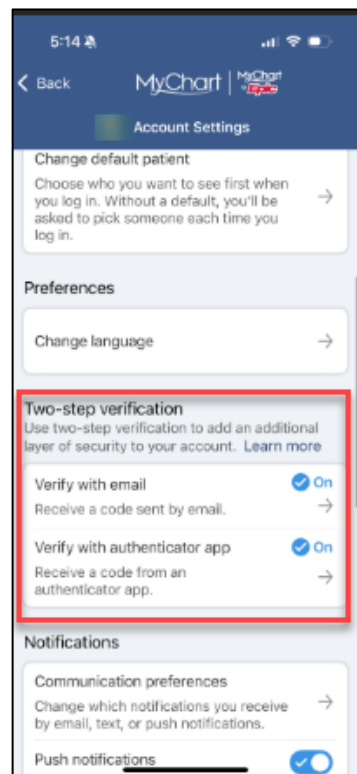 5:14
Back
MyChart | MyChart
by Epic
Account Settings
Change default patient
Choose who you want to see first when
you log in. Without a default, you'll be
asked to pick someone each time you
log in.
Preferences
Change language
Two-step verification
Use two-step verification to add an additional
layer of security to your account. Learn more
Verify with email On
Receive a code sent by email.
Verify with authenticator app On
Receive a code from an
authenticator app.
Notifications
Communication preferences
Change which notifications you receive
by email, text, or push notifications.
Push notifications